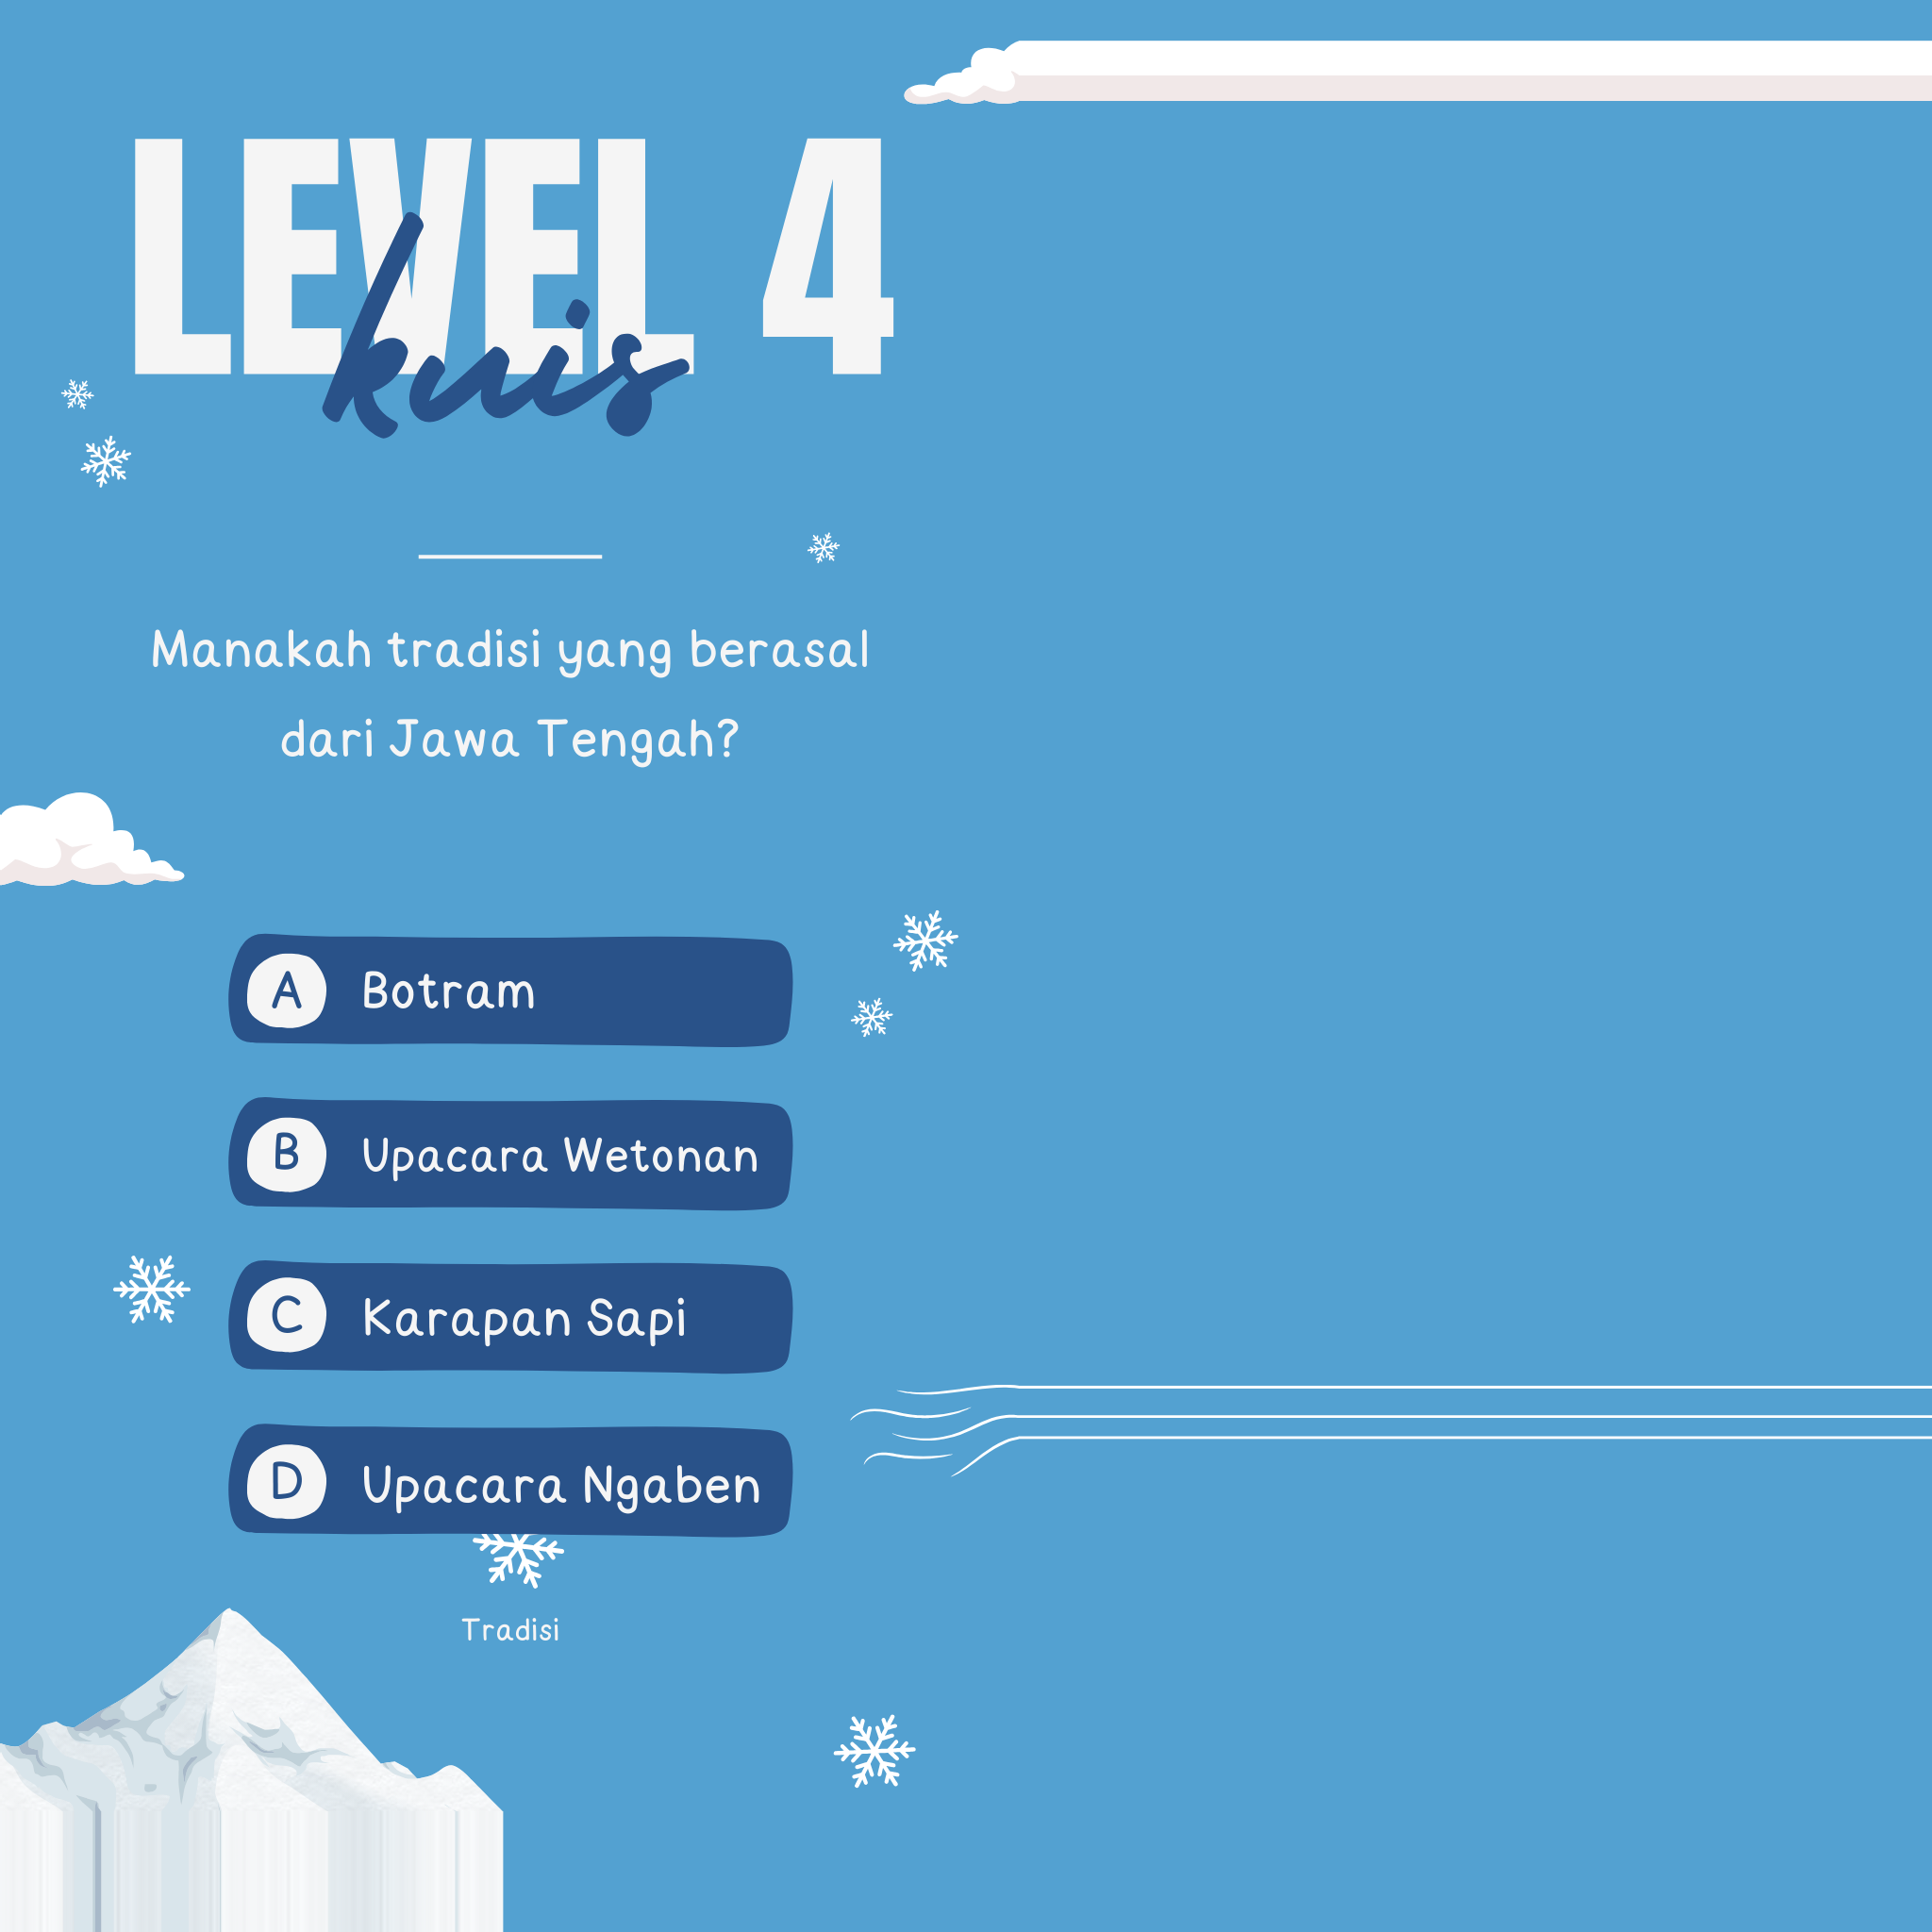 LEVEL 4
kuis
Manakah tradisi yang berasal
dari Jawa Tengah?
A Botram
B Upacara Wetonan
C Karapan Sapi
D Upacara Ngaben
Tradisi